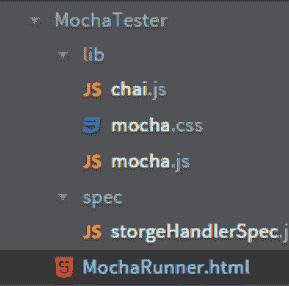 MochaTester
lib
JS chai.js
mocha.css
JS mocha.js
spec
JS storgeHandlerSpec.j
MochaRunner.html